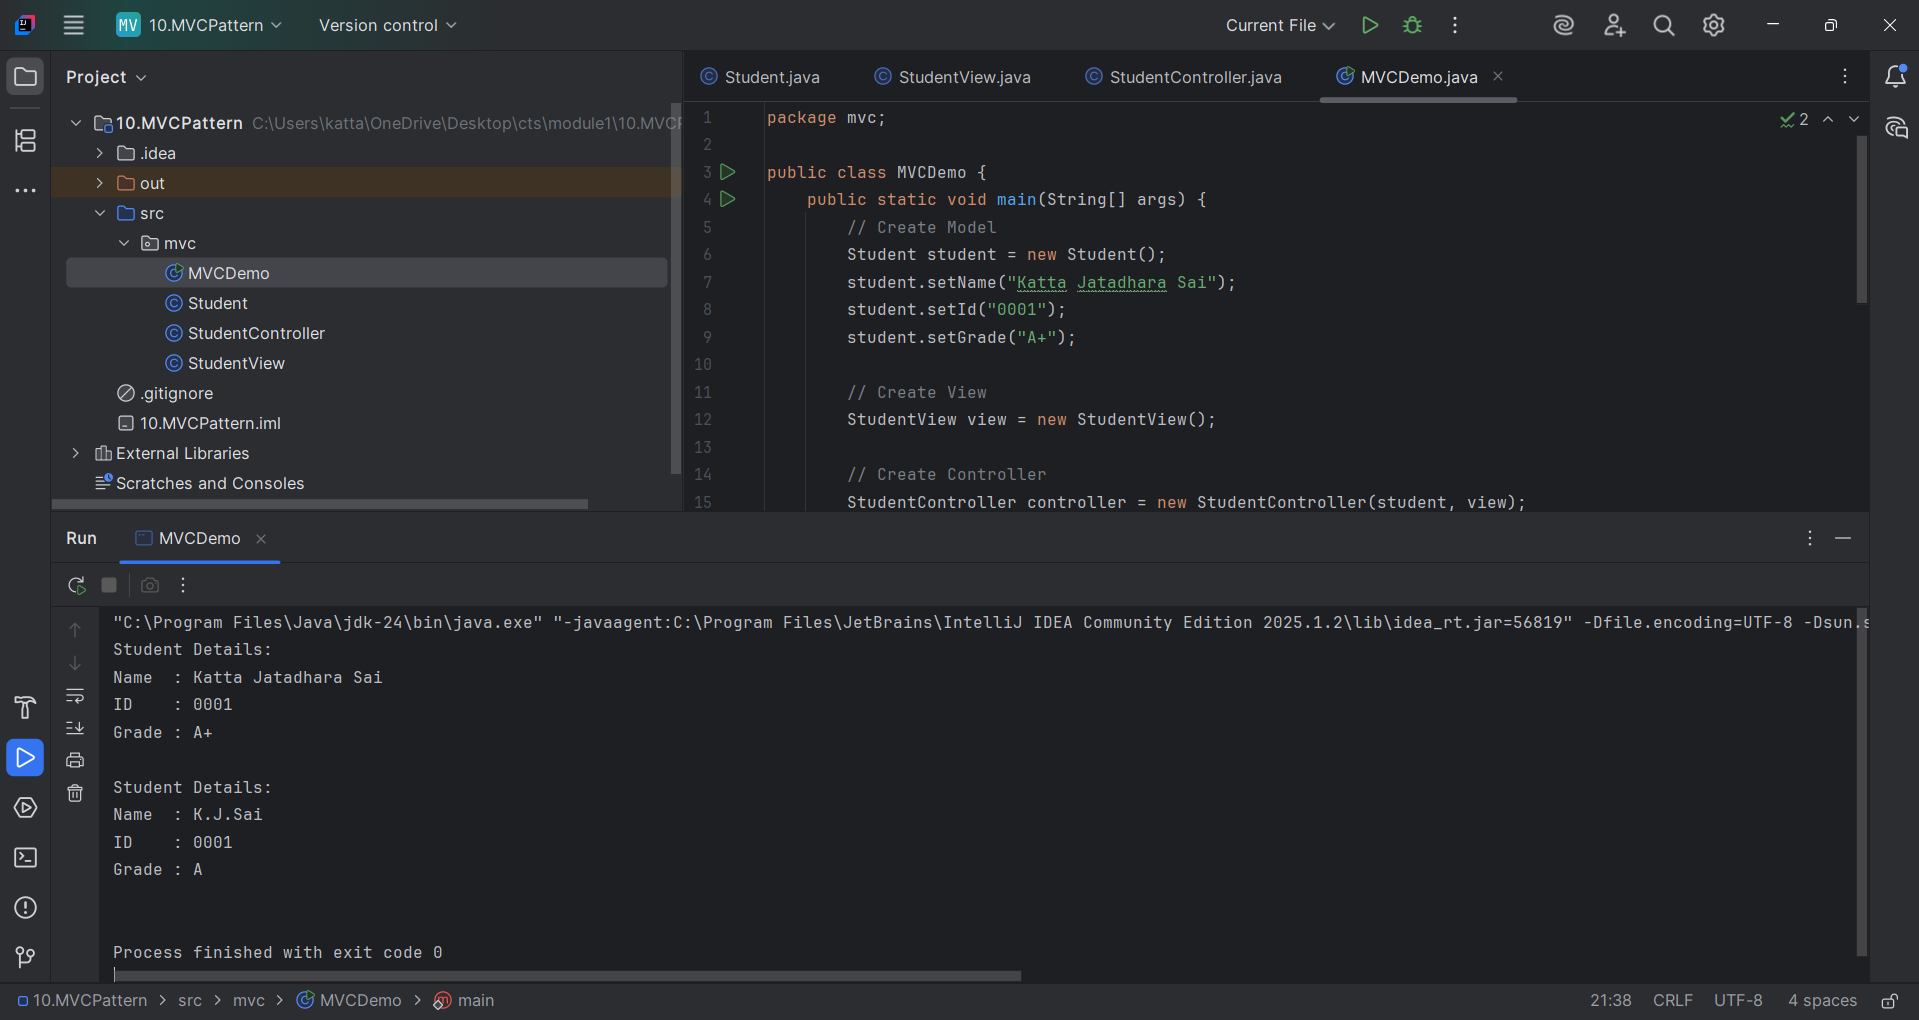 MV 10.MVCPattern Version control Current File
Project
10.MVCPattern C:\Users\katta\OneDrive\Desktop\cts\module1\10.MVCP
.idea
out
src
mvc
MVCDemo
Student
StudentController
StudentView
.gitignore
10.MVCPattern.iml
External Libraries
Scratches and Consoles
Student.java StudentView.java StudentController.java MVCDemo.java
2
1 package mvc;
2
3 public class MVCDemo {
4 public static void main(String[] args) {
5 // Create Model
6 Student student = new Student();
7 student.setName("Katta Jatadhara Sai");
8 student.setId("0001");
9 student.setGrade("A+");
10
11 // Create View
12 StudentView view = new StudentView();
13
14 // Create Controller
15 StudentController controller = new StudentController(student, view);
Run MVCDemo
"C:\Program Files\Java\jdk-24\bin\java.exe" "-javaagent:C:\Program Files\JetBrains\IntelliJ IDEA Community Edition 2025.1.2\lib\idea_rt.jar=56819" -Dfile.encoding=UTF-8 -Dsun.s
Student Details:
Name : Katta Jatadhara Sai
ID : 0001
Grade : A+
Student Details:
Name : K.J.Sai
ID : 0001
Grade : A
Process finished with exit code 0
10.MVCPattern > src > mvc > MVCDemo > main 21:38 CRLF UTF-8 4 spaces